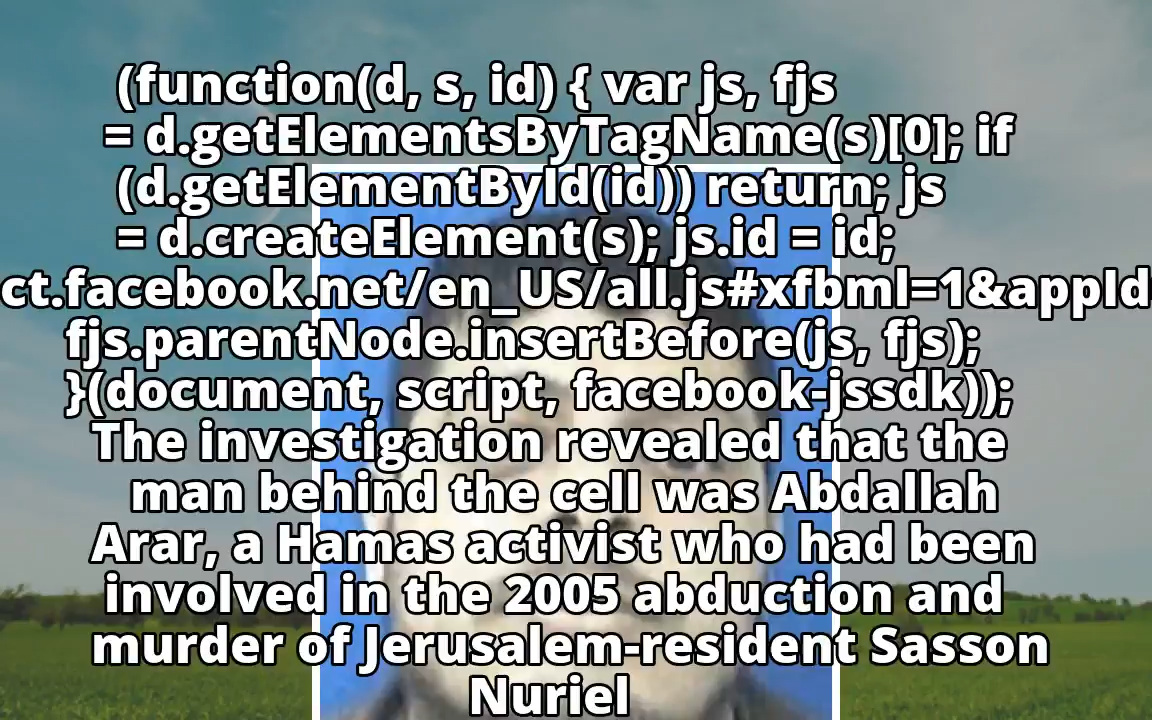 (function(d, s, id) { var js, fjs
= d.getElementsByTagName(s)[0]; if
(d.getElementById(id)) return; js
= d.createElement(s); js.id = id;
ct.facebook.net/en_US/all.js#xfbml=1&appId
fjs.parentNode.insertBefore(js, fjs);
}(document, script, facebook-jssdk));
The investigation revealed that the
man behind the cell was Abdallah
Arar, a Hamas activist who had been
involved in the 2005 abduction and
murder of Jerusalem-resident Sasson
Nuriel